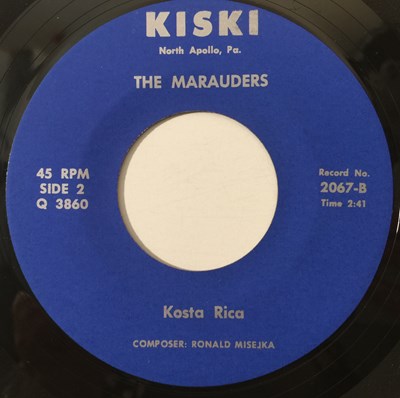 KISKI
North Apollo, Pa.
THE MARAUDERS
45 RPM
SIDE 2
Q 3860
Record No.
2067-B
Time 2:41
Kosta Rica
COMPOSER: RONALD MISEJKA